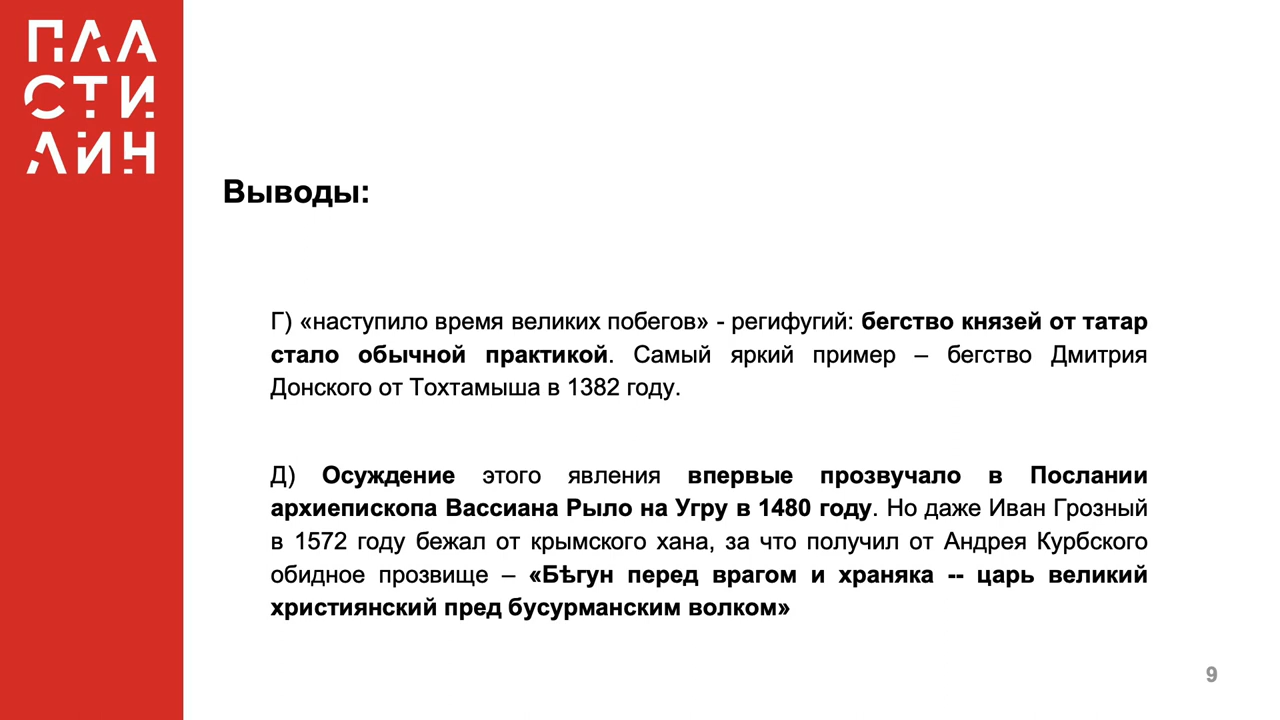 ПЛА
СТИ
ЛИН
Выводы:
Г) «наступило время великих побегов» - регифугий: бегство князей от татар
стало обычной практикой. Самый яркий пример – бегство Дмитрия
Донского от Тохтамыша в 1382 году.
Д) Осуждение этого явления впервые прозвучало в Послании
архиепископа Вассиана Рыло на Угру в 1480 году. Но даже Иван Грозный
в 1572 году бежал от крымского хана, за что получил от Андрея Курбского
обидное прозвище – «Бѣгун перед врагом и храняка -- царь великий
християнский пред бусурманским волком»
9